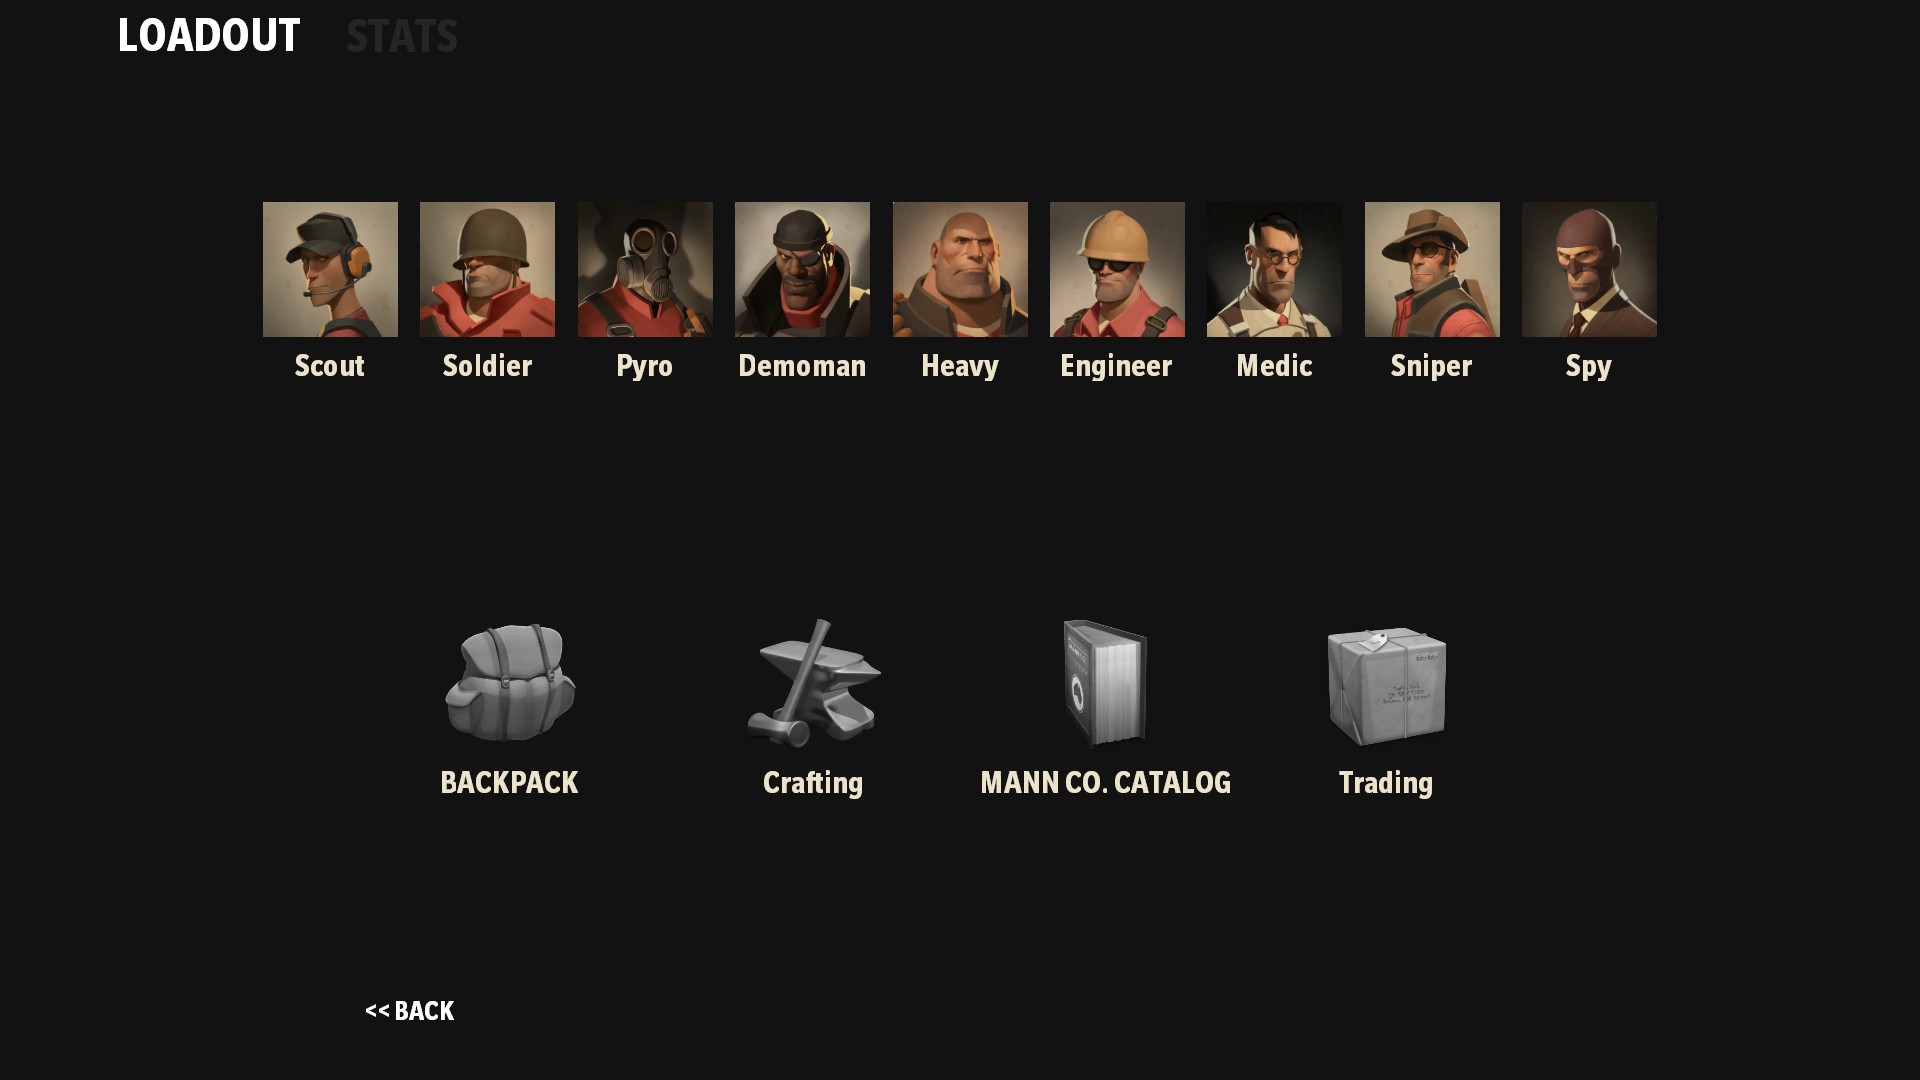 LOADOUT STATS
Scout Soldier Pyro Demoman Heavy Engineer Medic Sniper Spy
BACKPACK Crafting MANN CO. CATALOG Trading
<< BACK